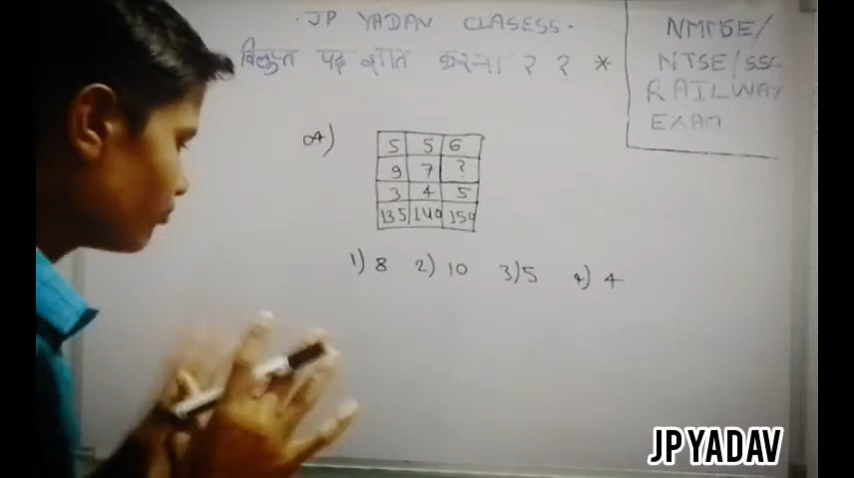 · JP YADAV CLASESS ·
विलुप्त पद ज्ञात करना ? ? *
NMMSE/
NTSE/SSC
RAILWAY
EXAM
04)
5 5 6
9 7 ?
3 4 5
135 140 150
1) 8 2) 10 3) 5 4) 4
JP YADAV